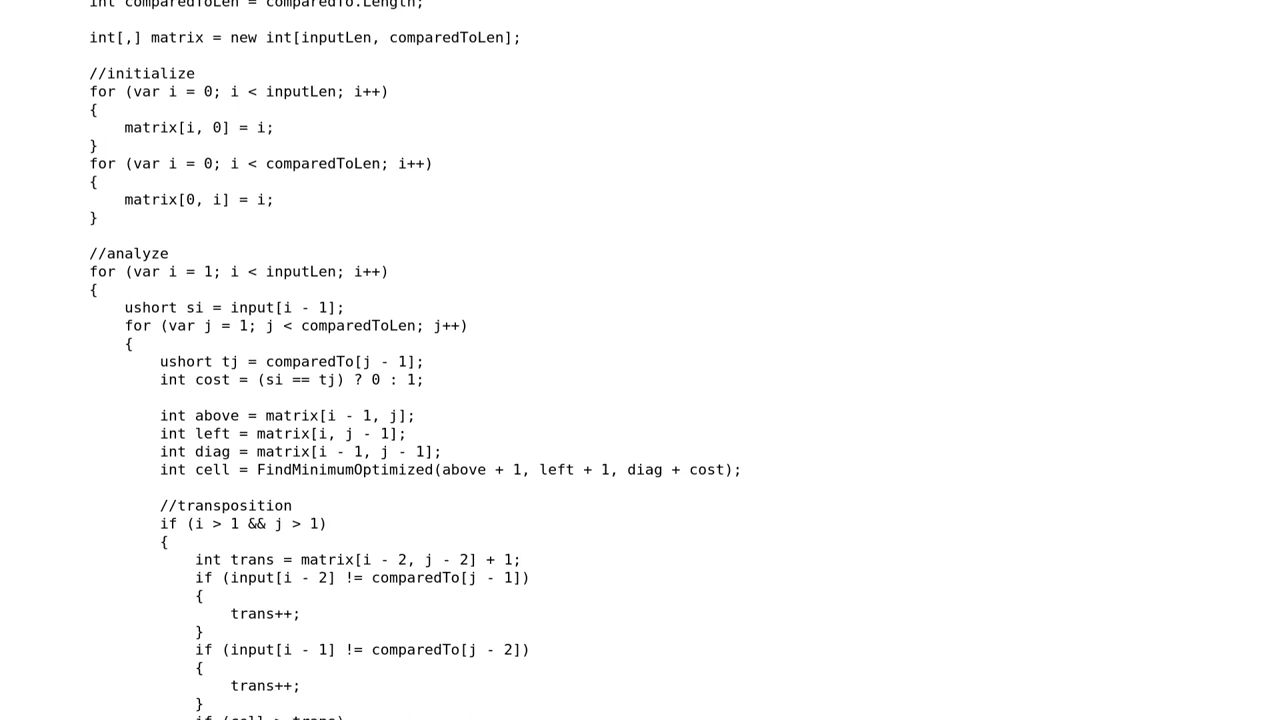 int comparedToLen = comparedTo.Length;
int[,] matrix = new int[inputLen, comparedToLen];
//initialize
for (var i = 0; i < inputLen; i++)
{
matrix[i, 0] = i;
}
for (var i = 0; i < comparedToLen; i++)
{
matrix[0, i] = i;
}
//analyze
for (var i = 1; i < inputLen; i++)
{
ushort si = input[i - 1];
for (var j = 1; j < comparedToLen; j++)
{
ushort tj = comparedTo[j - 1];
int cost = (si == tj) ? 0 : 1;
int above = matrix[i - 1, j];
int left = matrix[i, j - 1];
int diag = matrix[i - 1, j - 1];
int cell = FindMinimumOptimized(above + 1, left + 1, diag + cost);
//transposition
if (i > 1 && j > 1)
{
int trans = matrix[i - 2, j - 2] + 1;
if (input[i - 2] != comparedTo[j - 1])
{
trans++;
}
if (input[i - 1] != comparedTo[j - 2])
{
trans++;
}
if (cell > trans)